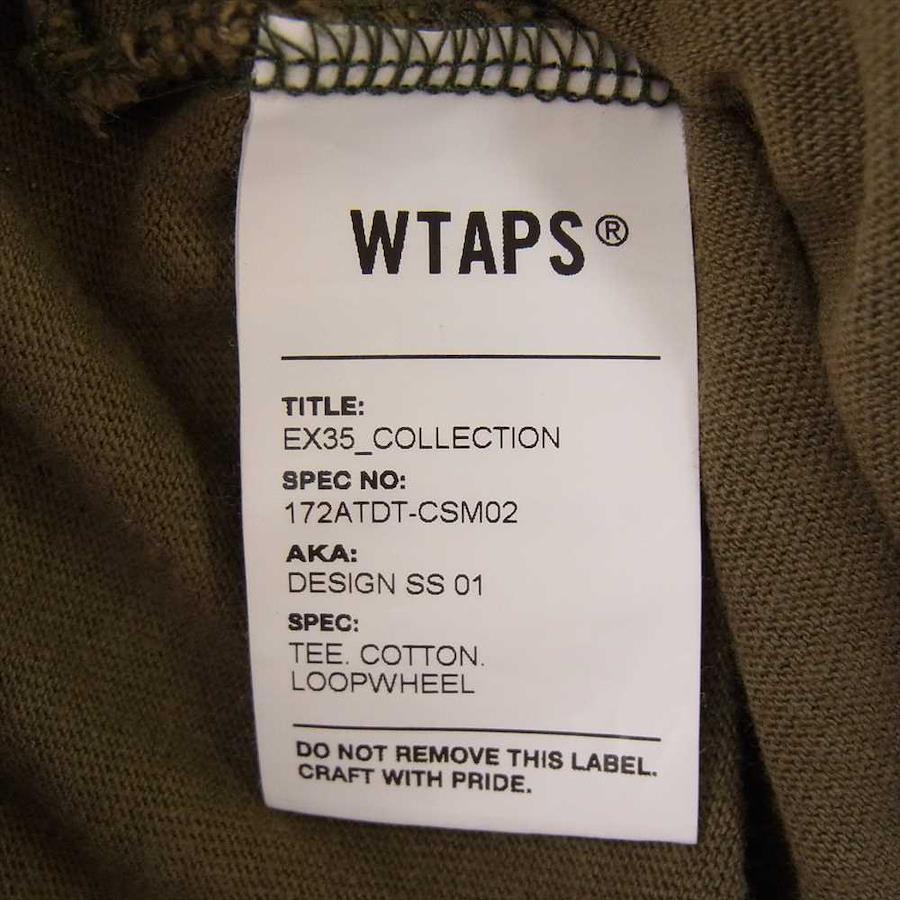 WTAPS®
TITLE:
EX35_COLLECTION
SPEC NO:
172ATDT-CSM02
AKA:
DESIGN SS 01
SPEC:
TEE. COTTON.
LOOPWHEEL
DO NOT REMOVE THIS LABEL.
CRAFT WITH PRIDE.